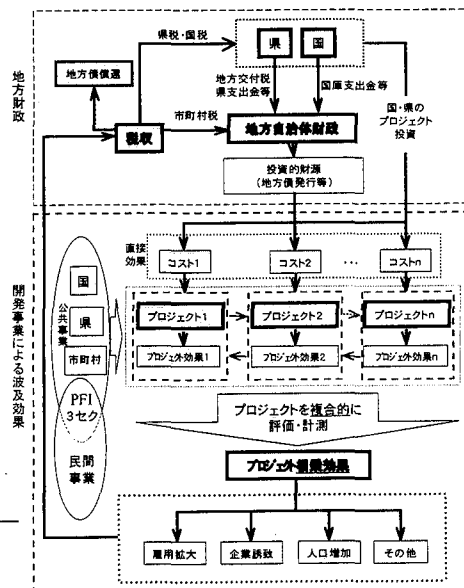 地方財政
県税・国税
県
国
地方債償還
地方交付税
県支出金等
国庫支出金等
国・県の
プロジェクト
投資
税収
市町村税
地方自治体財政
投資的財源
(地方債発行等)
開発事業による波及効果
直接
効果
コスト1
コスト2
…
コストn
国
県
市町村
公共事業
PFI
3セク
民間
事業
プロジェクト1
プロジェクト2
プロジェクトn
プロジェクト効果1
プロジェクト効果2
プロジェクト効果n
プロジェクトを複合的に
評価・計測
プロジェクト
効果
雇用拡大
企業誘致
人口増加
その他